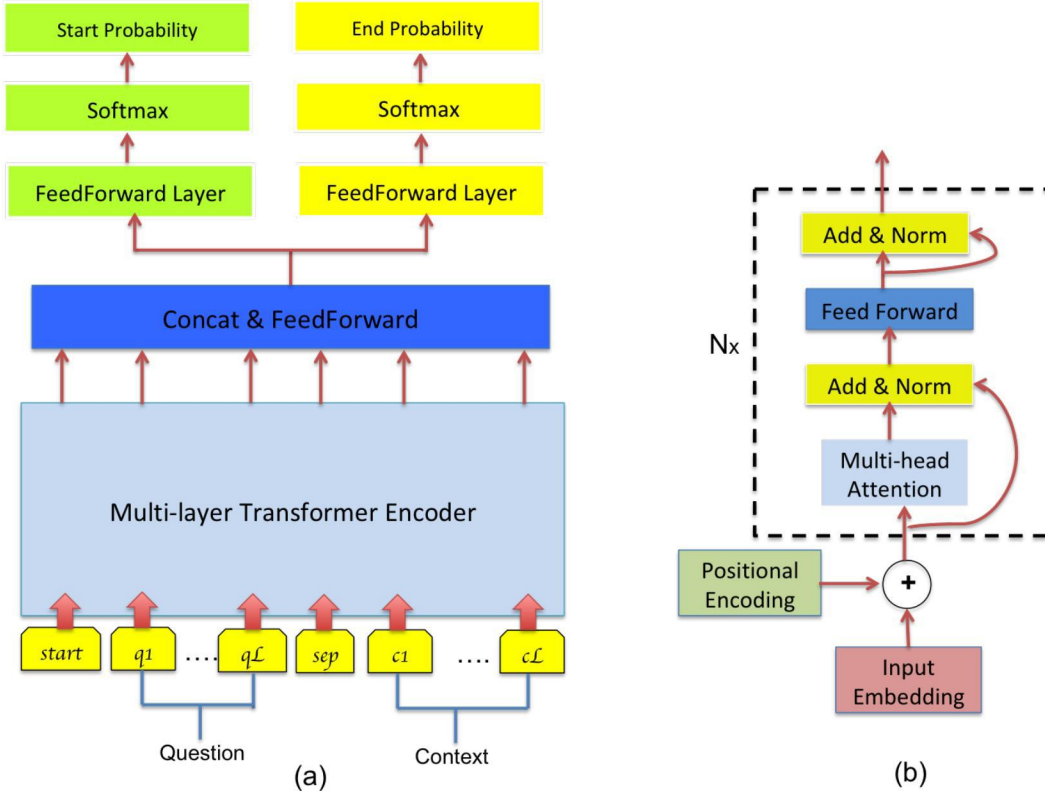 Start Probability
Softmax
FeedForward Layer
End Probability
Softmax
FeedForward Layer
Concat & FeedForward
Multi-layer Transformer Encoder
start q1 .... qL sep c1 .... cL
Question
Context
(a)
Add & Norm
Feed Forward
Nx
Add & Norm
Multi-head
Attention
Positional
Encoding
+
Input
Embedding
(b)